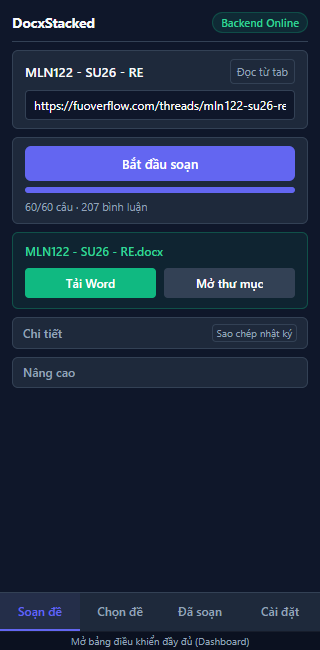 DocxStacked
Backend Online
MLN122 - SU26 - RE
Đọc từ tab
https://fuoverflow.com/threads/mln122-su26-re
Bắt đầu soạn
60/60 câu · 207 bình luận
MLN122 - SU26 - RE.docx
Tải Word
Mở thư mục
Chi tiết
Sao chép nhật ký
Nâng cao
Soạn đề
Chọn đề
Đã soạn
Cài đặt
Mở bảng điều khiển đầy đủ (Dashboard)